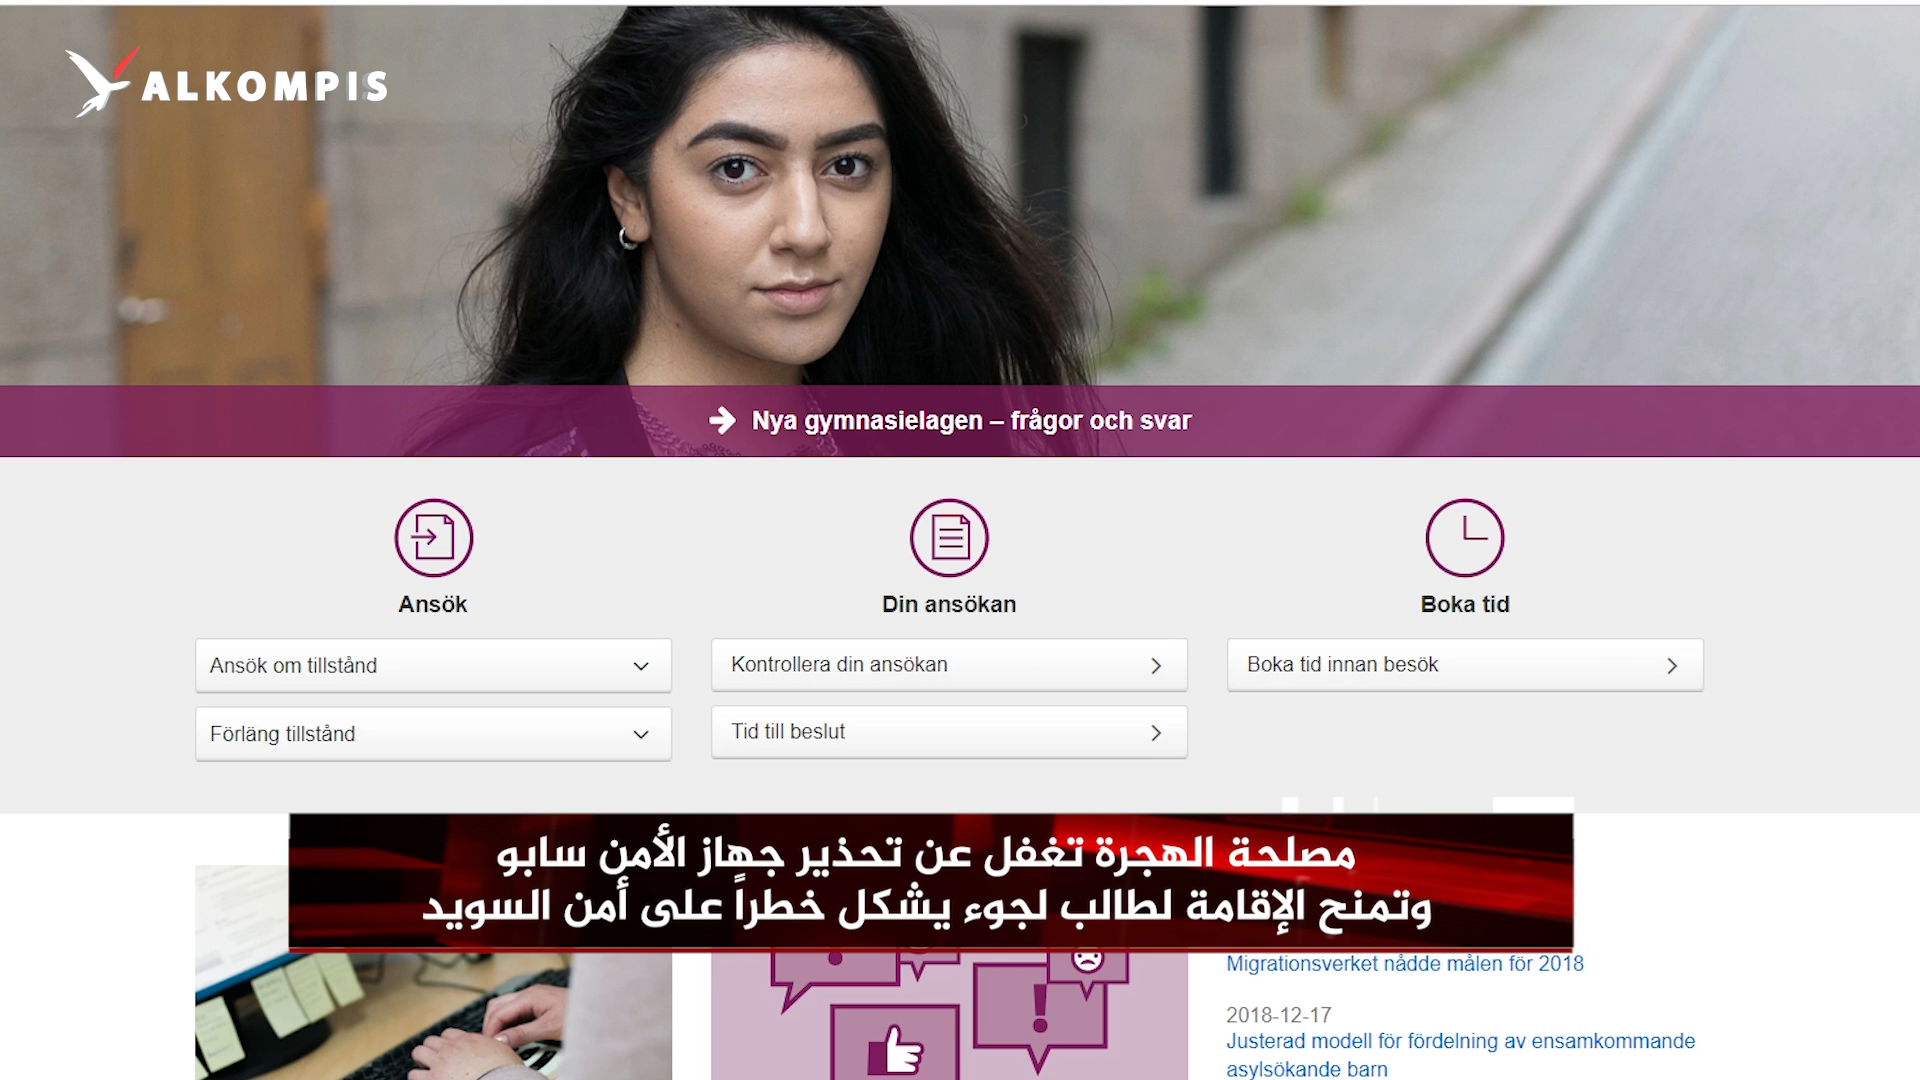 ALKOMPIS
Nya gymnasielagen – frågor och svar
Ansök
Din ansökan
Boka tid
Ansök om tillstånd
Kontrollera din ansökan
Boka tid innan besök
Förläng tillstånd
Tid till beslut
مصلحة الهجرة تغفل عن تحذير جهاز الأمن سابو
وتمنح الإقامة لطالب لجوء يشكل خطراً على أمن السويد
Migrationsverket nådde målen för 2018
2018-12-17
Justerad modell för fördelning av ensamkommande
asylsökande barn